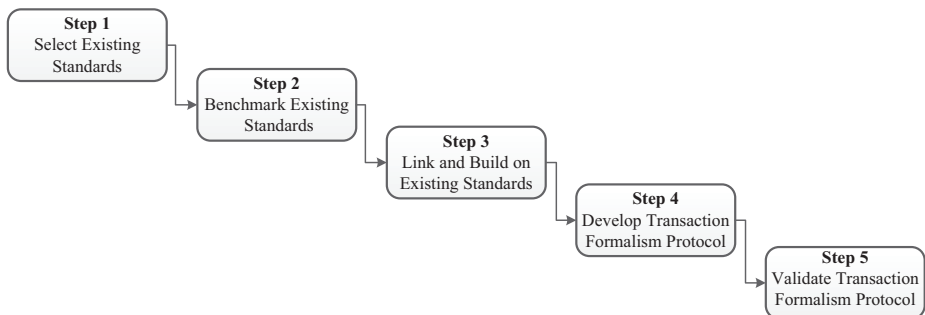 Step 1
Select Existing
Standards
Step 2
Benchmark Existing
Standards
Step 3
Link and Build on
Existing Standards
Step 4
Develop Transaction
Formalism Protocol
Step 5
Validate Transaction
Formalism Protocol